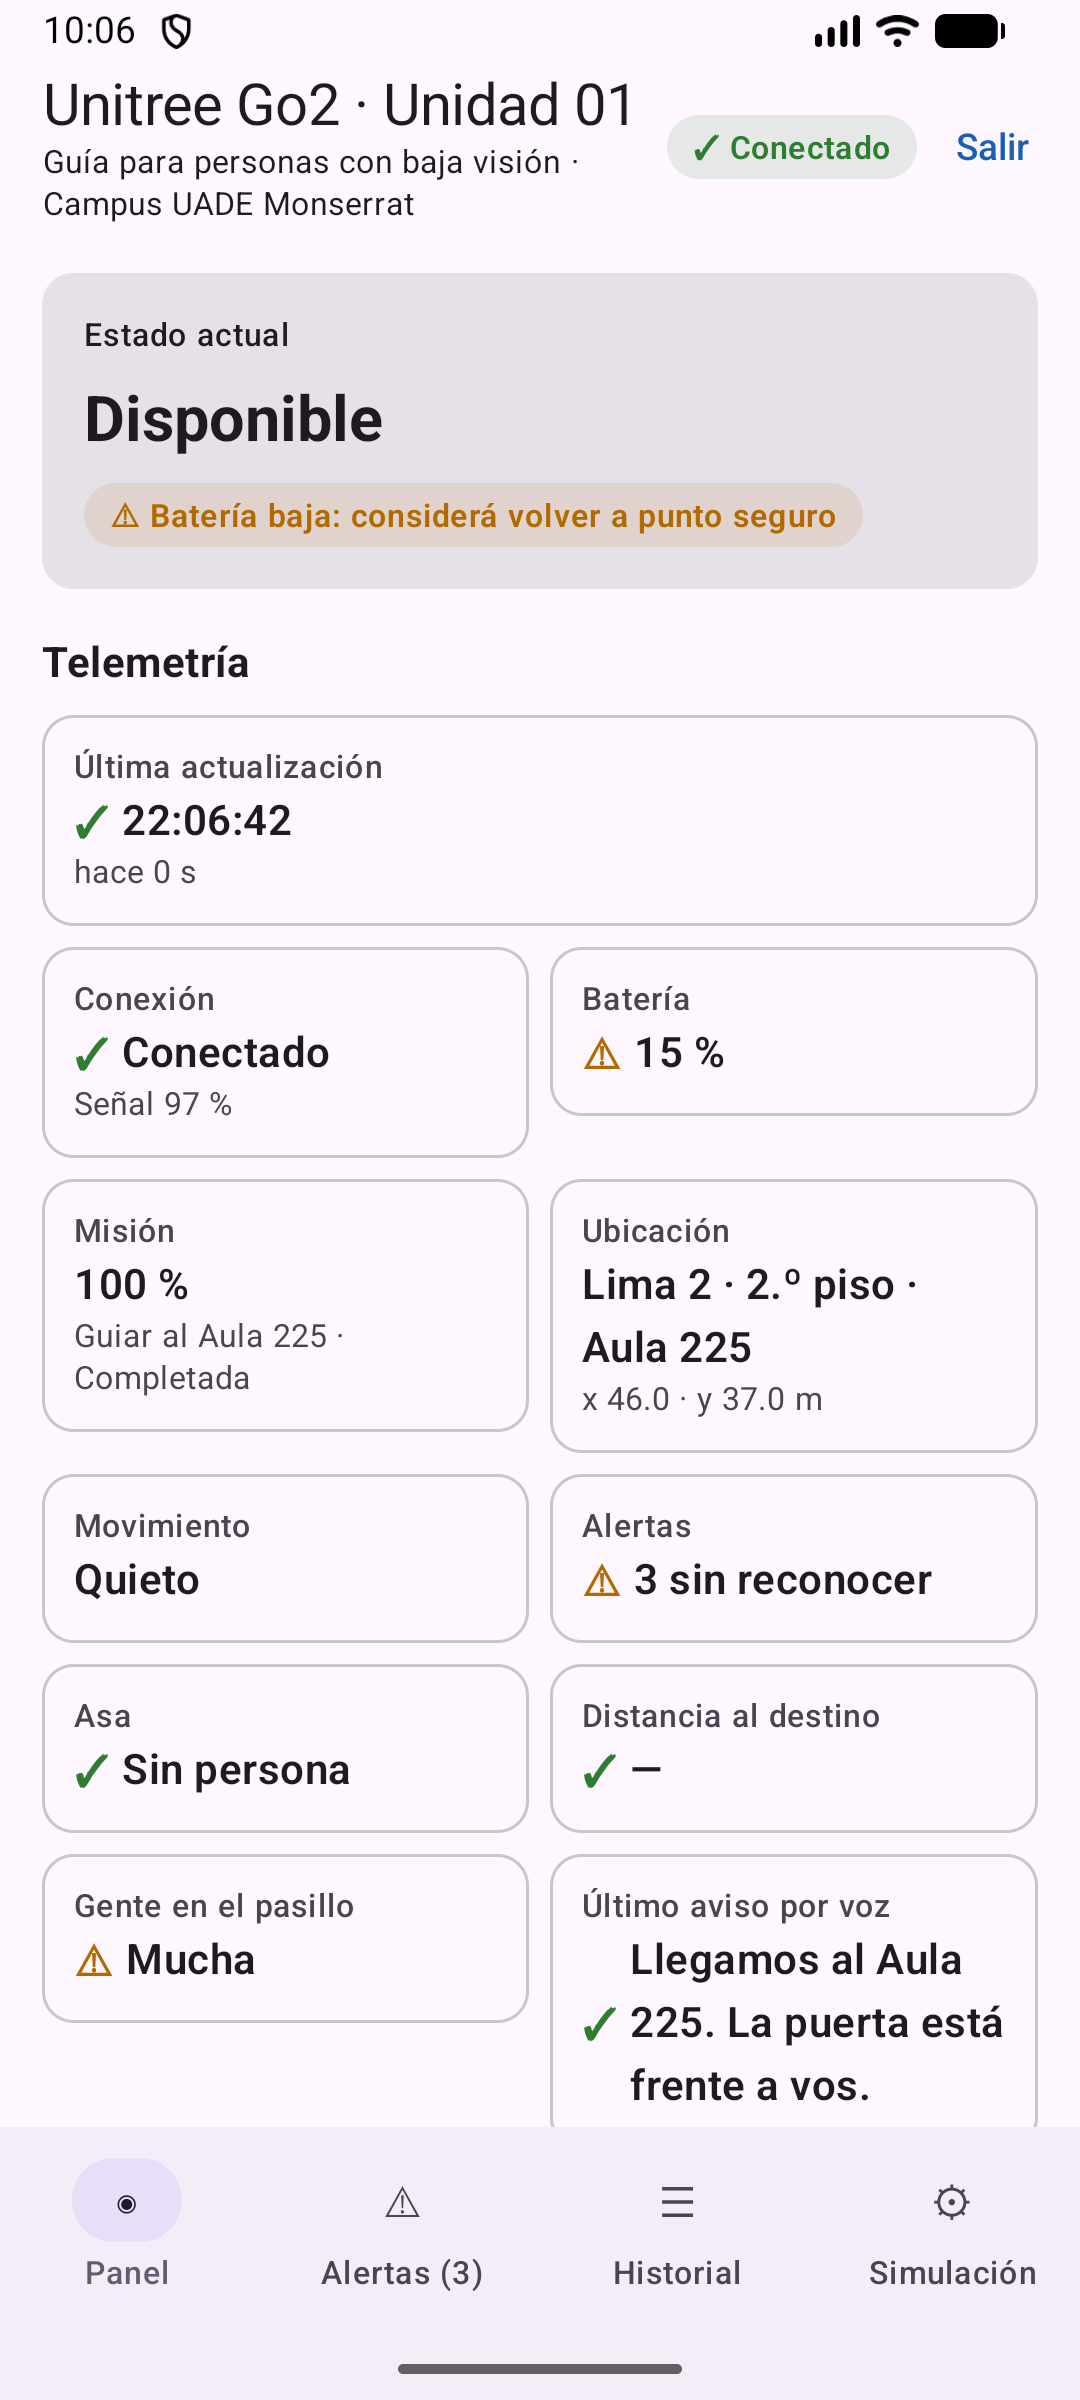 10:06
Unitree Go2 · Unidad 01
Guía para personas con baja visión ·
Campus UADE Monserrat
✓ Conectado
Salir
Estado actual
Disponible
⚠ Batería baja: considerá volver a punto seguro
Telemetría
Última actualización
✓ 22:06:42
hace 0 s
Conexión
✓ Conectado
Señal 97 %
Batería
⚠ 15 %
Misión
100 %
Guiar al Aula 225 ·
Completada
Ubicación
Lima 2 · 2.º piso ·
Aula 225
x 46.0 · y 37.0 m
Movimiento
Quieto
Alertas
⚠ 3 sin reconocer
Asa
✓ Sin persona
Distancia al destino
✓ —
Gente en el pasillo
⚠ Mucha
Último aviso por voz
Llegamos al Aula
✓ 225. La puerta está
frente a vos.
Panel
Alertas (3)
Historial
Simulación